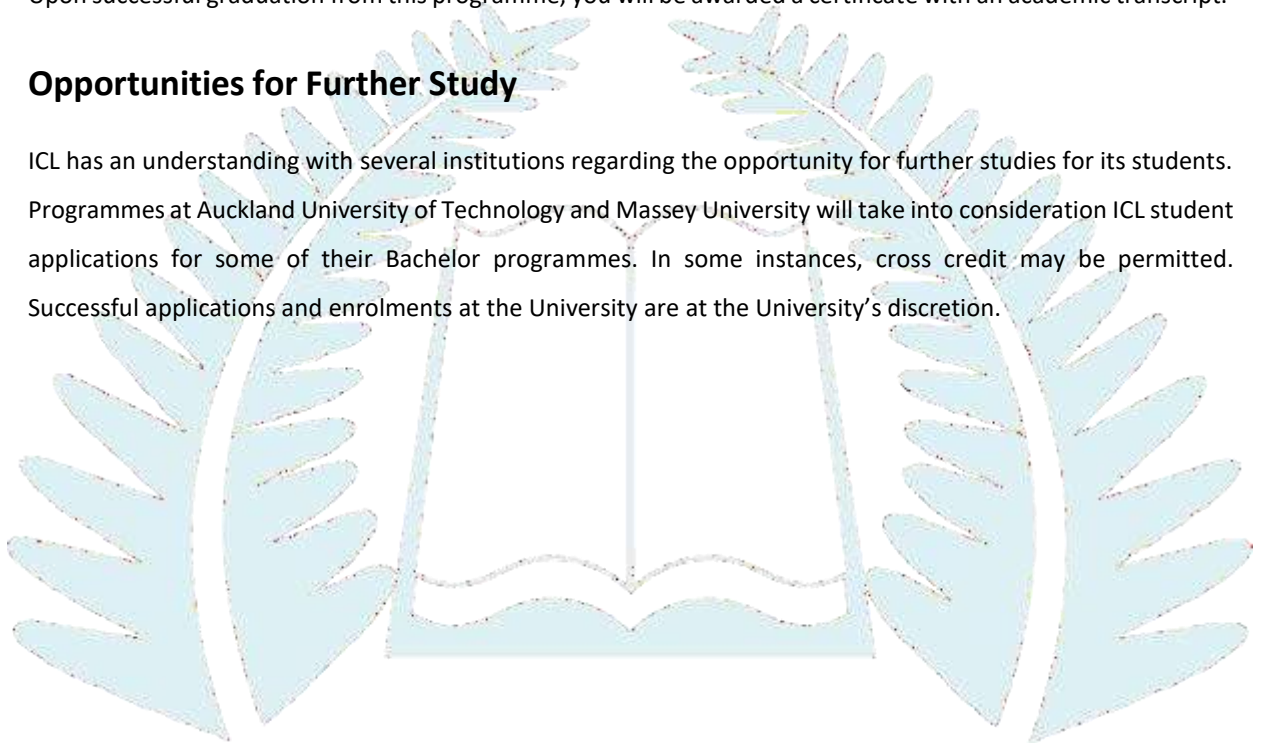 Upon successful graduation from this programme, you will be awarded a certificate with an academic transcript.
Opportunities for Further Study
ICL has an understanding with several institutions regarding the opportunity for further studies for its students.
Programmes at Auckland University of Technology and Massey University will take into consideration ICL student
applications for some of their Bachelor programmes. In some instances, cross credit may be permitted.
Successful applications and enrolments at the University are at the University’s discretion.